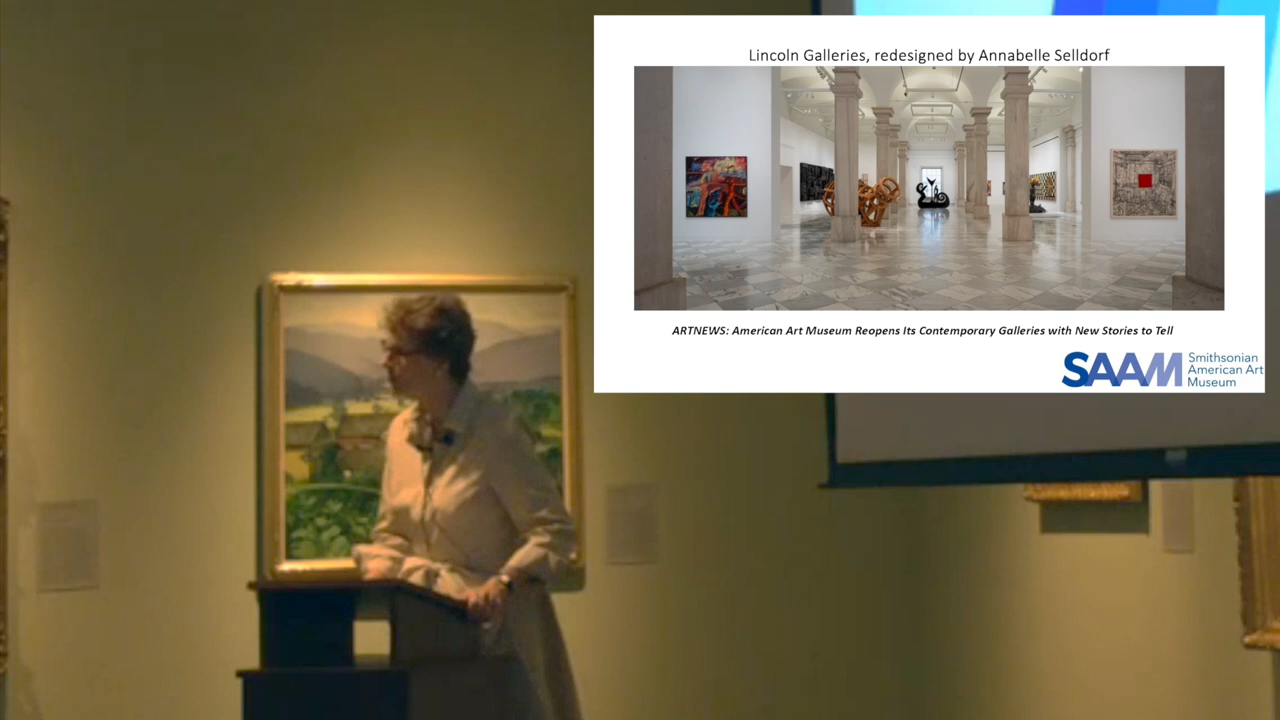 Lincoln Galleries, redesigned by Annabelle Selldorf
ARTNEWS: American Art Museum Reopens Its Contemporary Galleries with New Stories to Tell
SAAM
Smithsonian
American Art
Museum